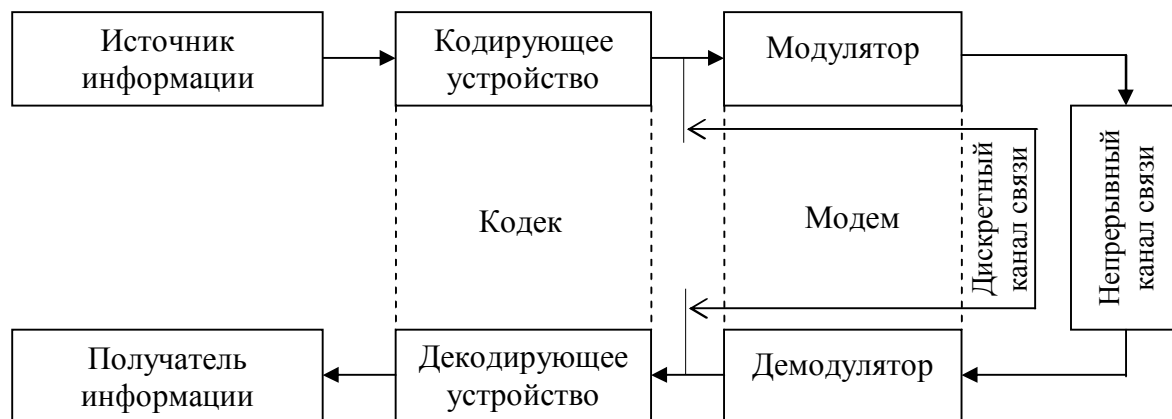 Источник
информации
Кодирующее
устройство
Модулятор
Кодек
Модем
Дискретный
канал связи
Непрерывный
канал связи
Получатель
информации
Декодирующее
устройство
Демодулятор